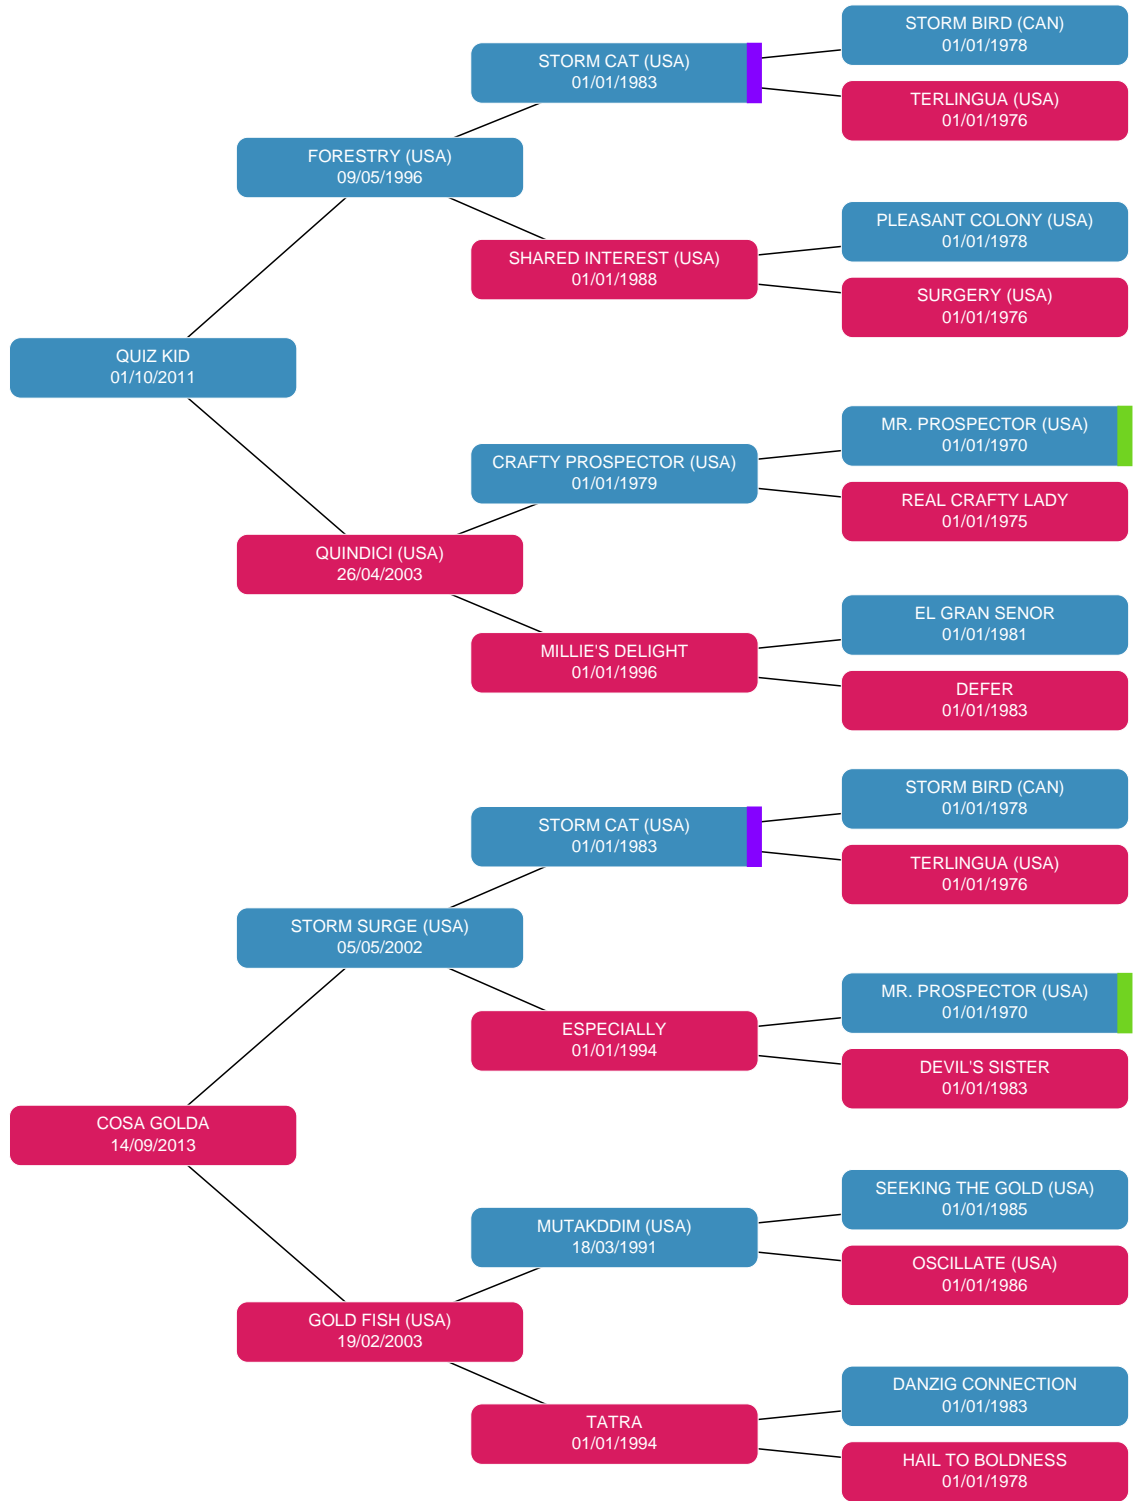 STORM BIRD (CAN)
01/01/1978
STORM CAT (USA)
01/01/1983
TERLINGUA (USA)
01/01/1976
FORESTRY (USA)
09/05/1996
PLEASANT COLONY (USA)
01/01/1978
SHARED INTEREST (USA)
01/01/1988
SURGERY (USA)
01/01/1976
QUIZ KID
01/10/2011
MR. PROSPECTOR (USA)
01/01/1970
CRAFTY PROSPECTOR (USA)
01/01/1979
REAL CRAFTY LADY
01/01/1975
QUINDICI (USA)
26/04/2003
EL GRAN SENOR
01/01/1981
MILLIE'S DELIGHT
01/01/1996
DEFER
01/01/1983
STORM BIRD (CAN)
01/01/1978
STORM CAT (USA)
01/01/1983
TERLINGUA (USA)
01/01/1976
STORM SURGE (USA)
05/05/2002
MR. PROSPECTOR (USA)
01/01/1970
ESPECIALLY
01/01/1994
DEVIL'S SISTER
01/01/1983
COSA GOLDA
14/09/2013
SEEKING THE GOLD (USA)
01/01/1985
MUTAKDDIM (USA)
18/03/1991
OSCILLATE (USA)
01/01/1986
GOLD FISH (USA)
19/02/2003
DANZIG CONNECTION
01/01/1983
TATRA
01/01/1994
HAIL TO BOLDNESS
01/01/1978